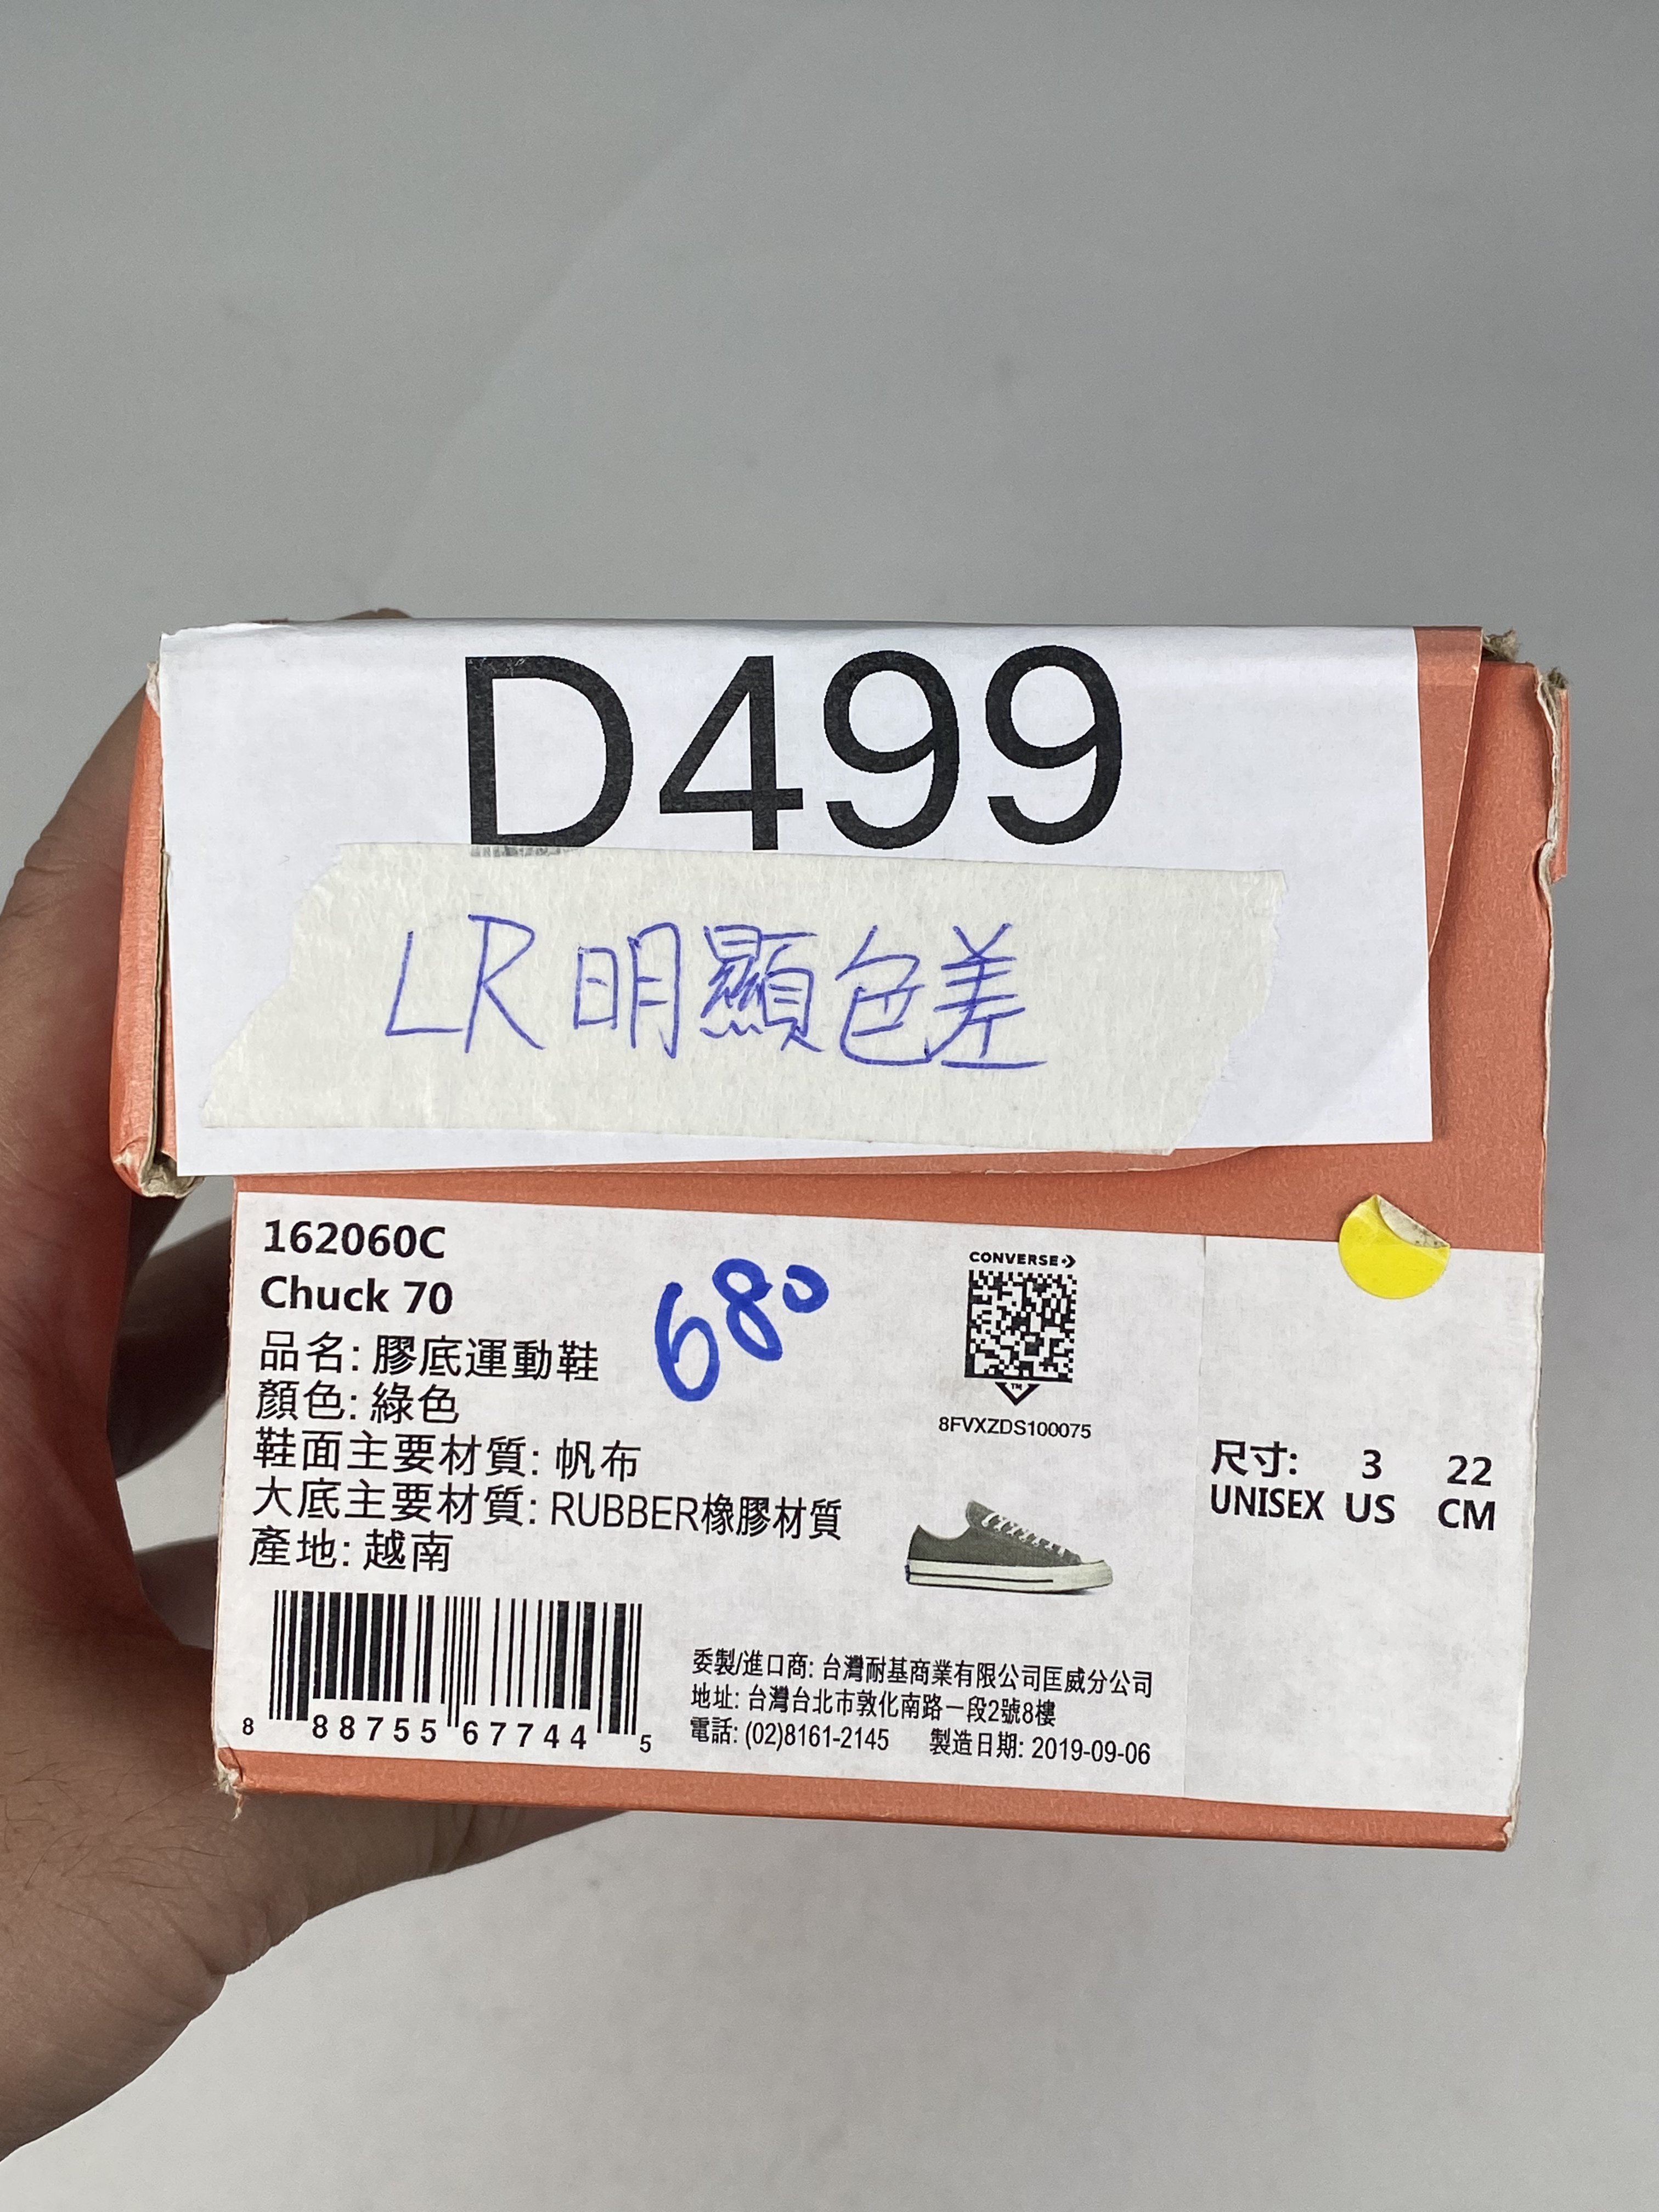 D499
LR 明顯色差
162060C
Chuck 70
680
品名: 膠底運動鞋
顏色: 綠色
鞋面主要材質: 帆布
大底主要材質: RUBBER橡膠材質
產地: 越南
8 88755 67744 5
CONVERSE
TM
8FVXZDS100075
委製/進口商: 台灣耐基商業有限公司匡威分公司
地址: 台灣台北市敦化南路一段2號8樓
電話: (02)8161-2145 製造日期: 2019-09-06
尺寸: 3 22
UNISEX US CM